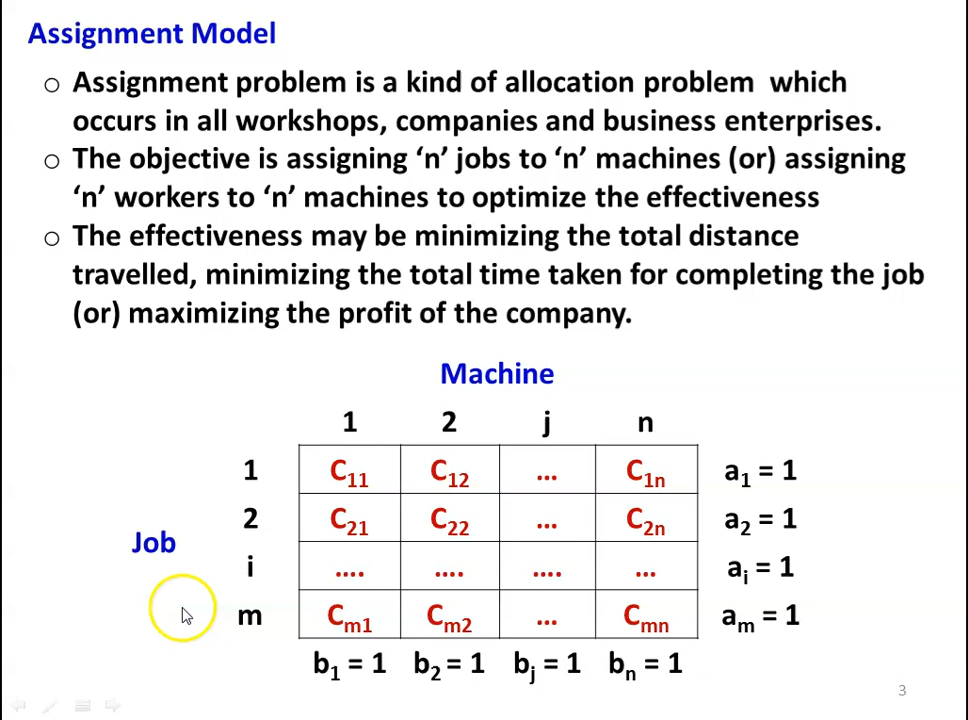 Assignment Model
○ Assignment problem is a kind of allocation problem which
occurs in all workshops, companies and business enterprises.
○ The objective is assigning ‘n’ jobs to ‘n’ machines (or) assigning
‘n’ workers to ‘n’ machines to optimize the effectiveness
○ The effectiveness may be minimizing the total distance
travelled, minimizing the total time taken for completing the job
(or) maximizing the profit of the company.
Machine
1 2 j n
1 C11 C12 ... C1n a1 = 1
2 C21 C22 ... C2n a2 = 1
Job
i .... .... .... ... ai = 1
m Cm1 Cm2 ... Cmn am = 1
b1 = 1 b2 = 1 bj = 1 bn = 1
3